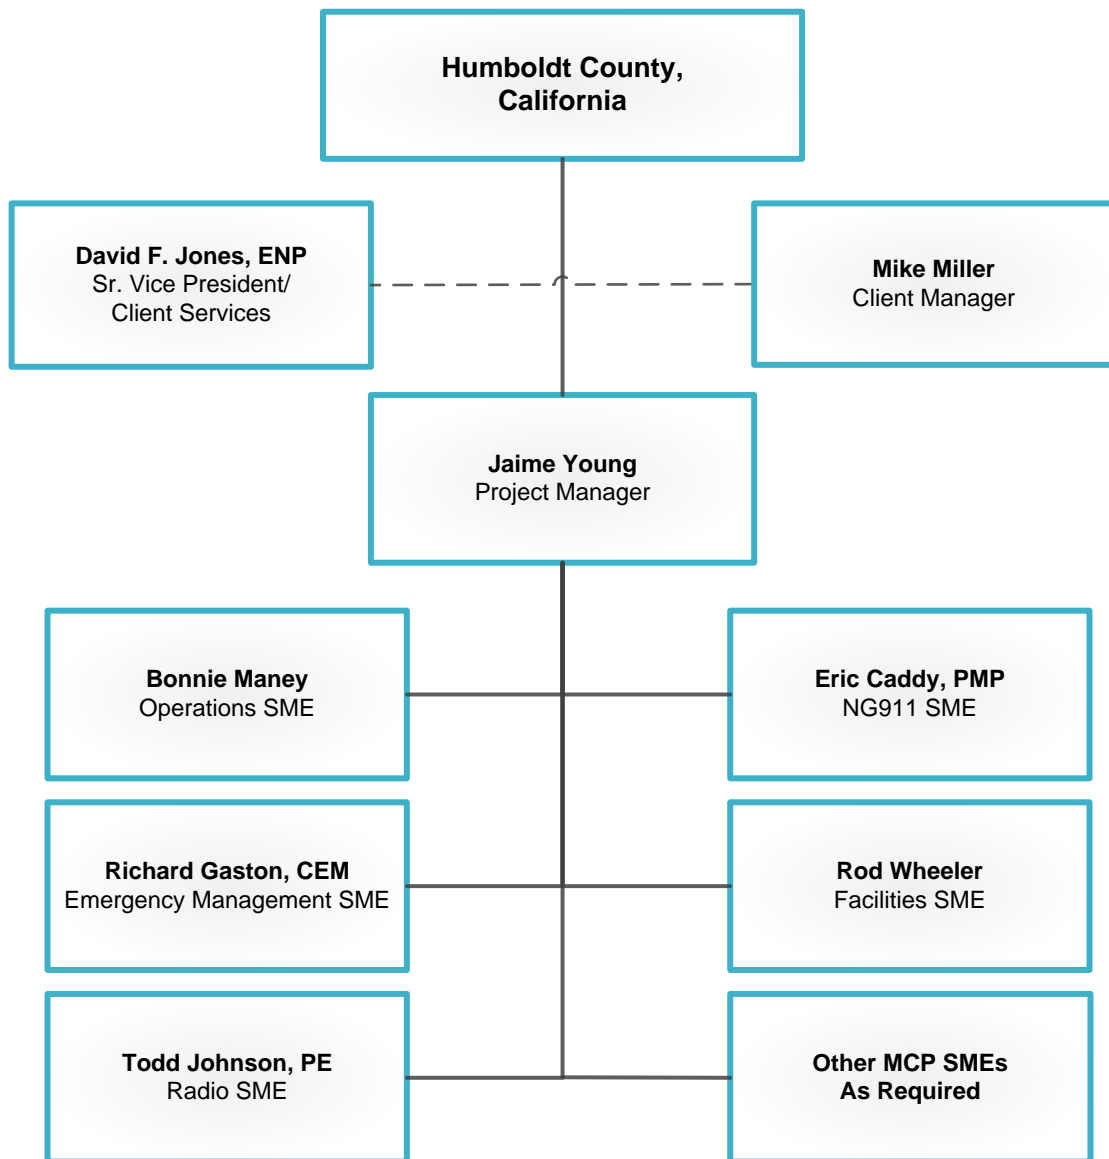 Humboldt County,
California
David F. Jones, ENP
Sr. Vice President/
Client Services
Mike Miller
Client Manager
Jaime Young
Project Manager
Bonnie Maney
Operations SME
Eric Caddy, PMP
NG911 SME
Richard Gaston, CEM
Emergency Management SME
Rod Wheeler
Facilities SME
Todd Johnson, PE
Radio SME
Other MCP SMEs
As Required